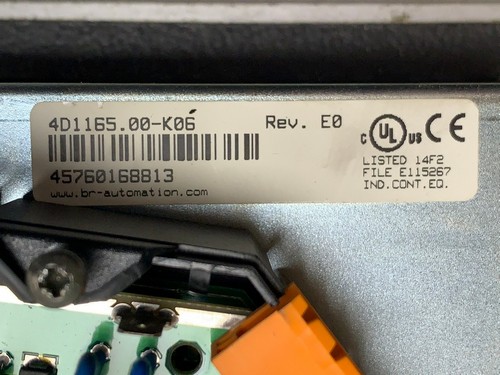 4D1165.00-K06 Rev. E0
45760168813
www.br-automation.com
C UL US CE
LISTED 14F2
FILE E115267
IND.CONT.EQ.